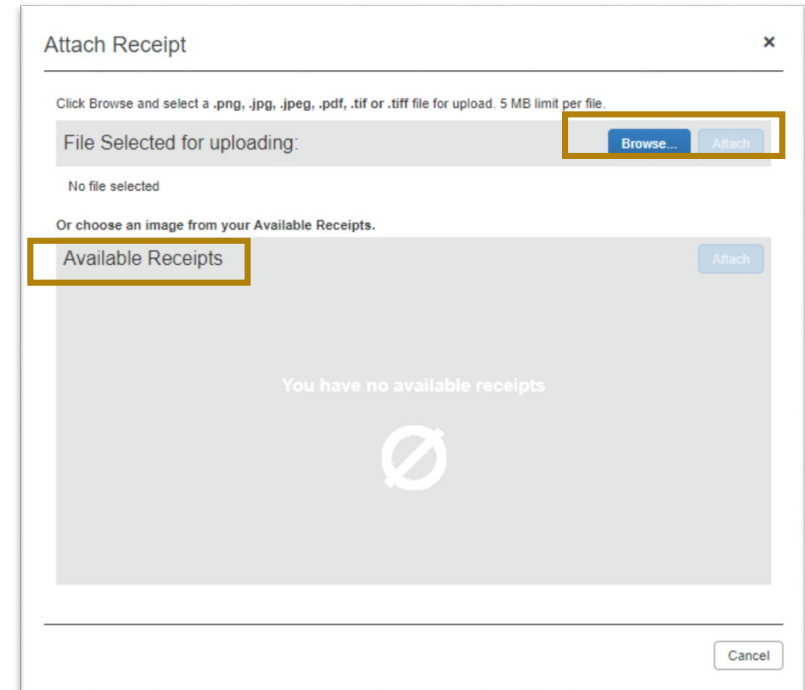 Attach Receipt ×
Click Browse and select a .png, .jpg, .jpeg, .pdf, .tif or .tiff file for upload. 5 MB limit per file.
File Selected for uploading: Browse... Attach
No file selected
Or choose an image from your Available Receipts.
Available Receipts Attach
You have no available receipts
Cancel